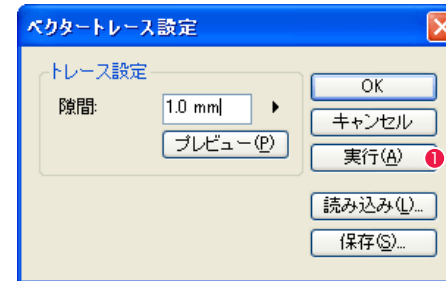 ベクタートレース設定
トレース設定
隙間:
1.0 mm
プレビュー(P)
OK
キャンセル
実行(A)
1
読み込み(L)...
保存(S)...